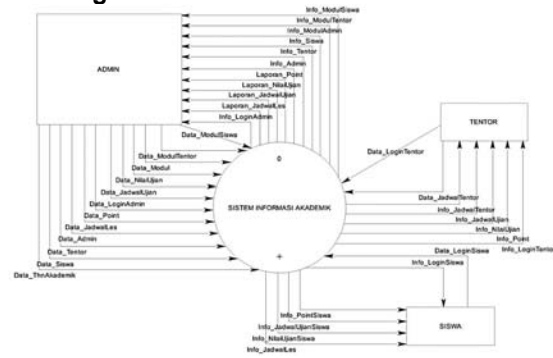 Info_ModulSiswa
Info_ModulTentor
Info_ModulAdmin
Info_Siswa
Info_Tentor
Info_Admin
Laporan_Point
Laporan_NilaiUjian
Laporan_JadwalUjian
Laporan_JadwalLes
Info_LoginAdmin
ADMIN
Data_ModulSiswa
Data_ModulTentor
Data_Modul
Data_NilaiUjian
Data_JadwalUjian
Data_LoginAdmin
Data_Point
Data_JadwalLes
Data_Admin
Data_Tentor
Data_Siswa
Data_ThnAkademik
0
SISTEM INFORMASI AKADEMIK
+
TENTOR
Data_LoginTentor
Data_JadwalTentor
Info_JadwalTentor
Info_JadwalUjian
Info_NilaiUjian
Info_Point
Info_LoginTentor
Data_LoginSiswa
Info_LoginSiswa
SISWA
Info_PointSiswa
Info_JadwalUjianSiswa
Info_NilaiUjianSiswa
Info_JadwalLes